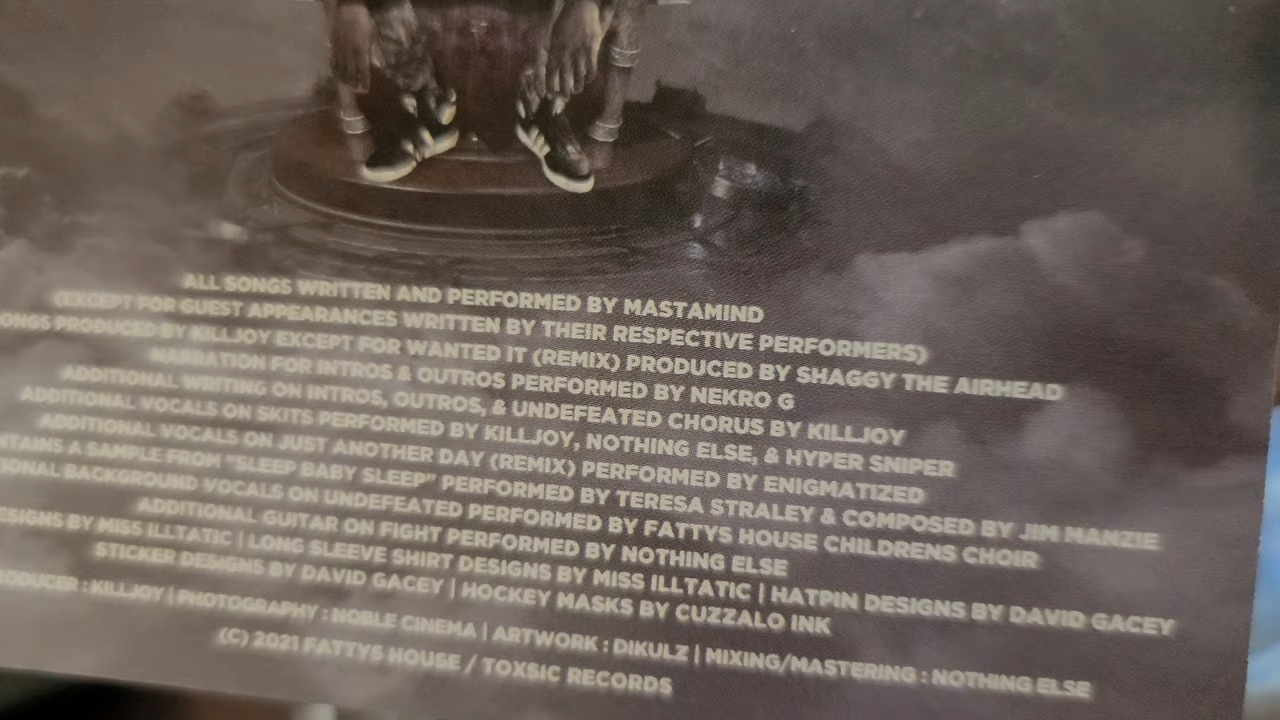 ALL SONGS WRITTEN AND PERFORMED BY MASTAMIND
(EXCEPT FOR GUEST APPEARANCES WRITTEN BY THEIR RESPECTIVE PERFORMERS)
ONGS PRODUCED BY KILLJOY EXCEPT FOR WANTED IT (REMIX) PRODUCED BY SHAGGY THE AIRHEAD
NARRATION FOR INTROS & OUTROS PERFORMED BY NEKRO G
ADDITIONAL WRITING ON INTROS, OUTROS, & UNDEFEATED CHORUS BY KILLJOY
ADDITIONAL VOCALS ON SKITS PERFORMED BY KILLJOY, NOTHING ELSE, & HYPER SNIPER
ADDITIONAL VOCALS ON JUST ANOTHER DAY (REMIX) PERFORMED BY ENIGMATIZED
NTAINS A SAMPLE FROM "SLEEP BABY SLEEP" PERFORMED BY TERESA STRALEY & COMPOSED BY JIM MANZIE
IONAL BACKGROUND VOCALS ON UNDEFEATED PERFORMED BY FATTYS HOUSE CHILDRENS CHOIR
ADDITIONAL GUITAR ON FIGHT PERFORMED BY NOTHING ELSE
ESIGNS BY MISS ILLTATIC | LONG SLEEVE SHIRT DESIGNS BY MISS ILLTATIC | HATPIN DESIGNS BY DAVID GACEY
STICKER DESIGNS BY DAVID GACEY | HOCKEY MASKS BY CUZZALO INK
RODUCER : KILLJOY | PHOTOGRAPHY : NOBLE CINEMA | ARTWORK : DIKULZ | MIXING/MASTERING : NOTHING ELSE
(C) 2021 FATTYS HOUSE / TOXSIC RECORDS